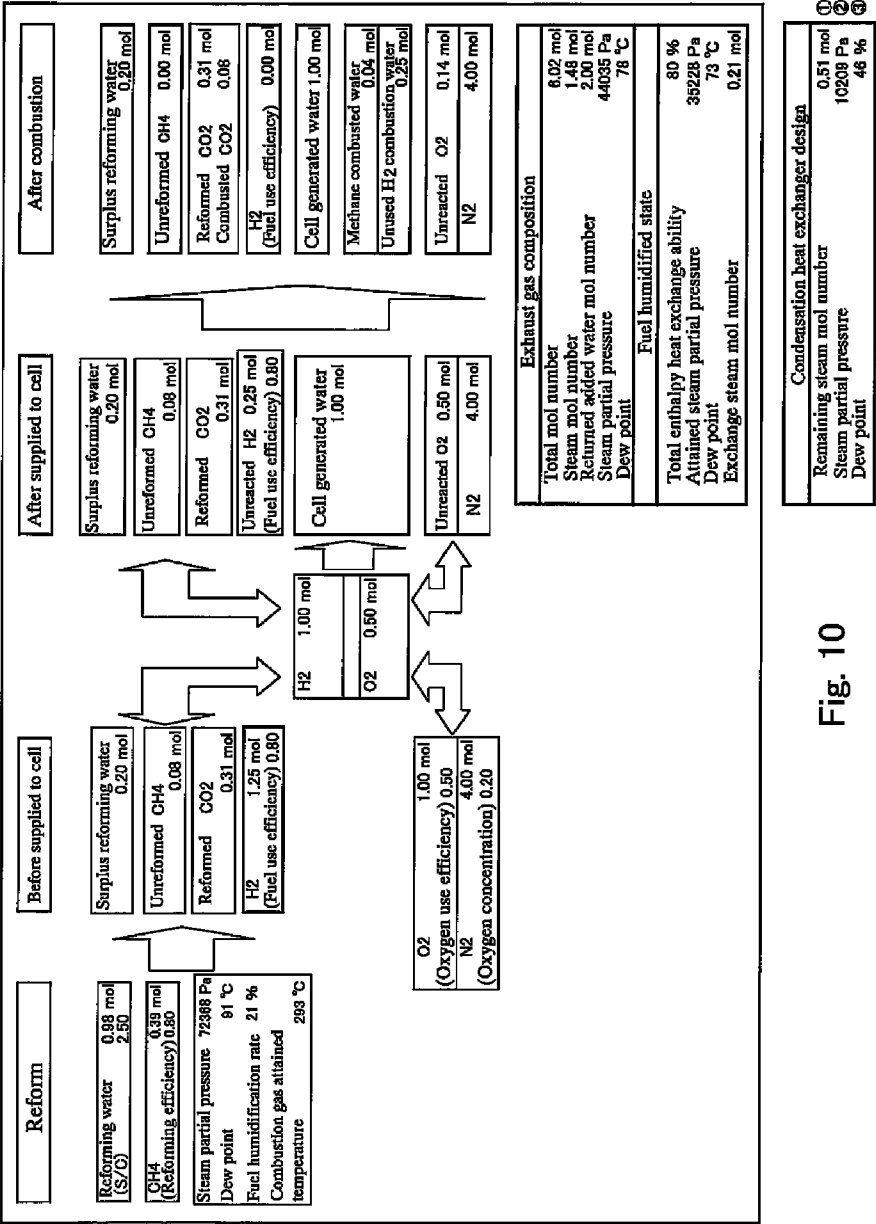 Reform
Reforming water 0.98 mol
(S/C) 2.50
CH4 0.39 mol
(Reforming efficiency) 0.80
Steam partial pressure 72368 Pa
Dew point 91 °C
Fuel humidification rate 21 %
Combustion gas attained
temperature 293 °C
Before supplied to cell
Surplus reforming water
0.20 mol
Unreformed CH4
0.08 mol
Reformed CO2
0.31 mol
H2 1.25 mol
(Fuel use efficiency) 0.80
O2 1.00 mol
(Oxygen use efficiency) 0.50
N2 4.00 mol
(Oxygen concentration) 0.20
H2 1.00 mol
O2 0.50 mol
After supplied to cell
Surplus reforming water
0.20 mol
Unreformed CH4
0.08 mol
Reformed CO2
0.31 mol
Unreacted H2 0.25 mol
(Fuel use efficiency) 0.80
Cell generated water
1.00 mol
Unreacted O2 0.50 mol
N2 4.00 mol
After combustion
Surplus reforming water
0.20 mol
Unreformed CH4 0.00 mol
Reformed CO2 0.31 mol
Combusted CO2 0.08
H2 0.00 mol
(Fuel use efficiency)
Cell generated water 1.00 mol
Methane combusted water
0.04 mol
Unused H2 combustion water
0.25 mol
Unreacted O2 0.14 mol
N2 4.00 mol
Exhaust gas composition
Total mol number 6.02 mol
Steam mol number 1.48 mol
Returned added water mol number 2.00 mol
Steam partial pressure 44035 Pa
Dew point 78 °C
Fuel humidified state
Total enthalpy heat exchange ability 80 %
Attained steam partial pressure 35228 Pa
Dew point 73 °C
Exchange steam mol number 0.21 mol
Condensation heat exchanger design
Remaining steam mol number 0.51 mol ①
Steam partial pressure 10209 Pa ②
Dew point 46 % ③
Fig. 10